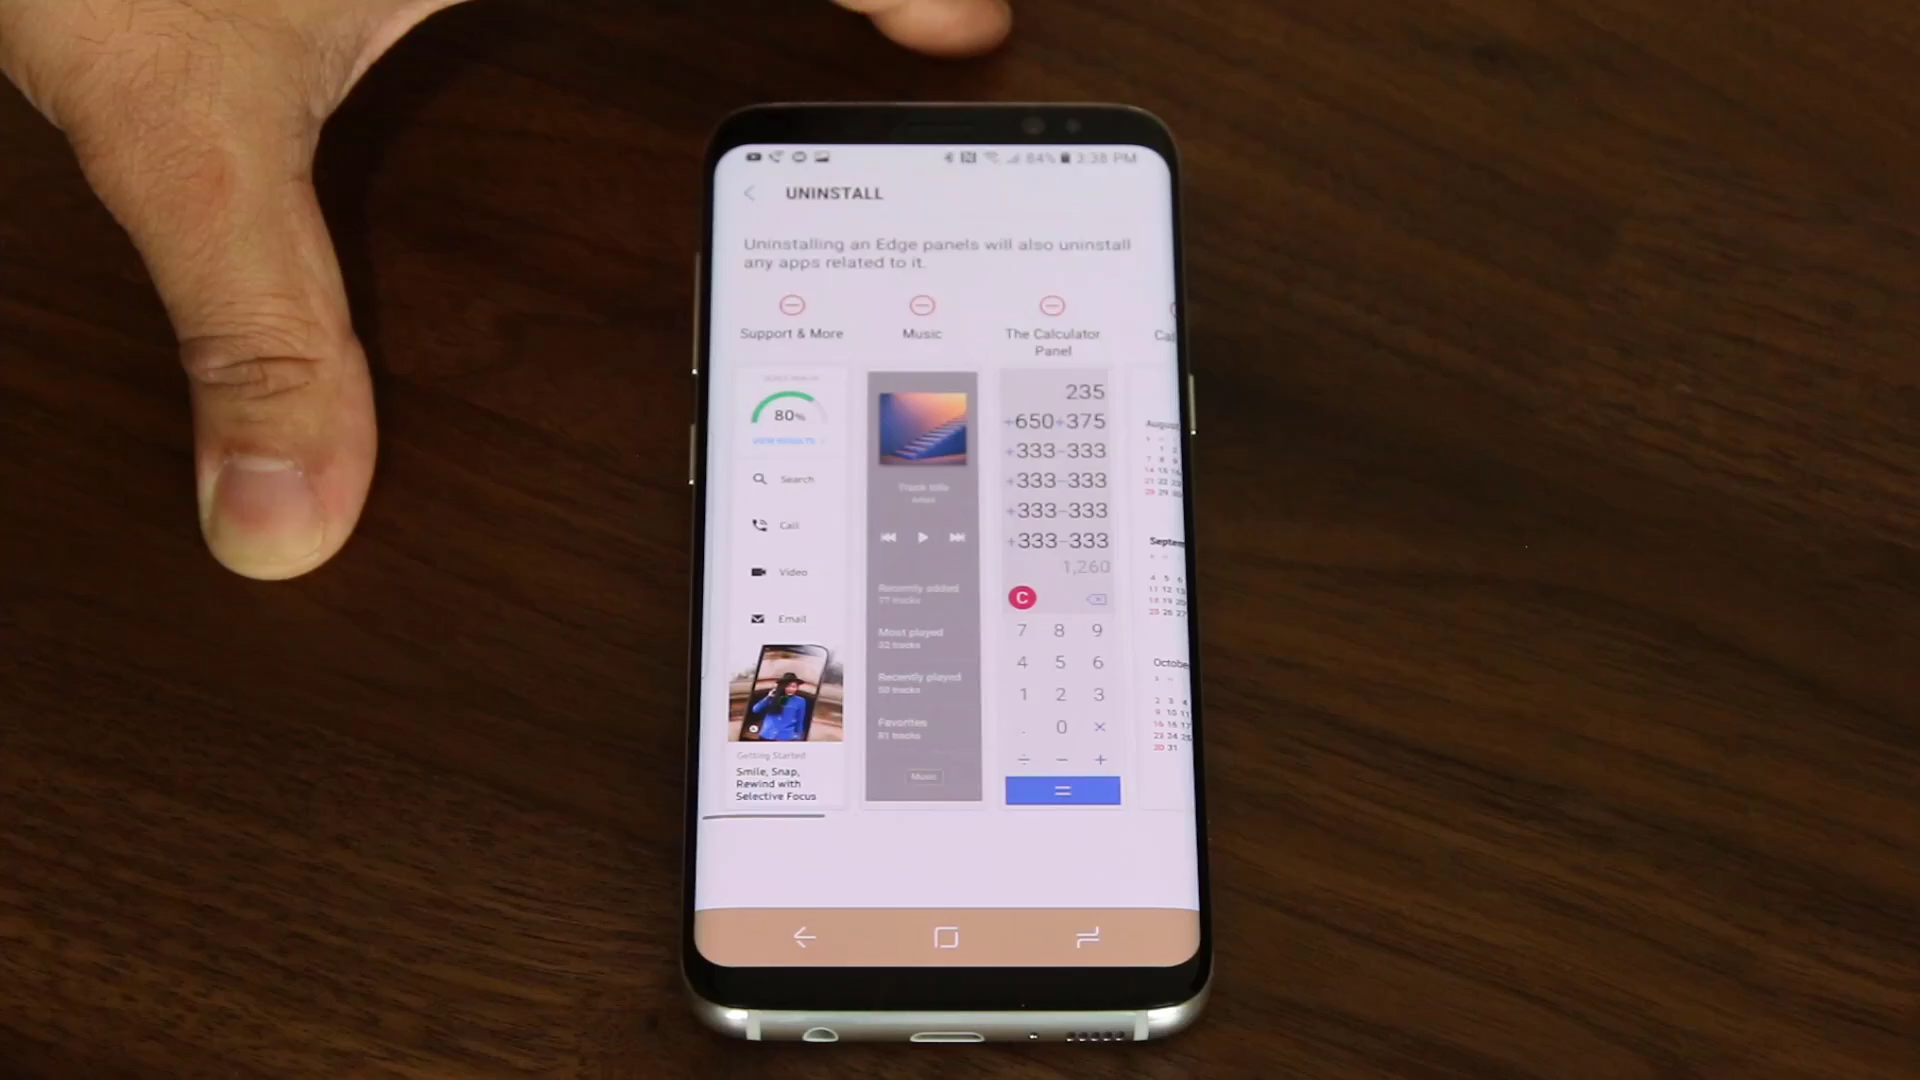 84% 3:38 PM
UNINSTALL
Uninstalling an Edge panels will also uninstall
any apps related to it.
Support & More
Music
The Calculator
Panel
80%
VIEW RESULTS
Search
Call
Video
Email
Getting Started
Smile, Snap,
Rewind with
Selective Focus
Track title
Artist
Recently added
77 tracks
Most played
32 tracks
Recently played
Favorites
81 tracks
Music
235
+650+375
+333-333
+333-333
+333-333
+333-333
1,260
C
7 8 9
4 5 6
1 2 3
. 0 ×
÷ − +
=
August
Septem
Octobe